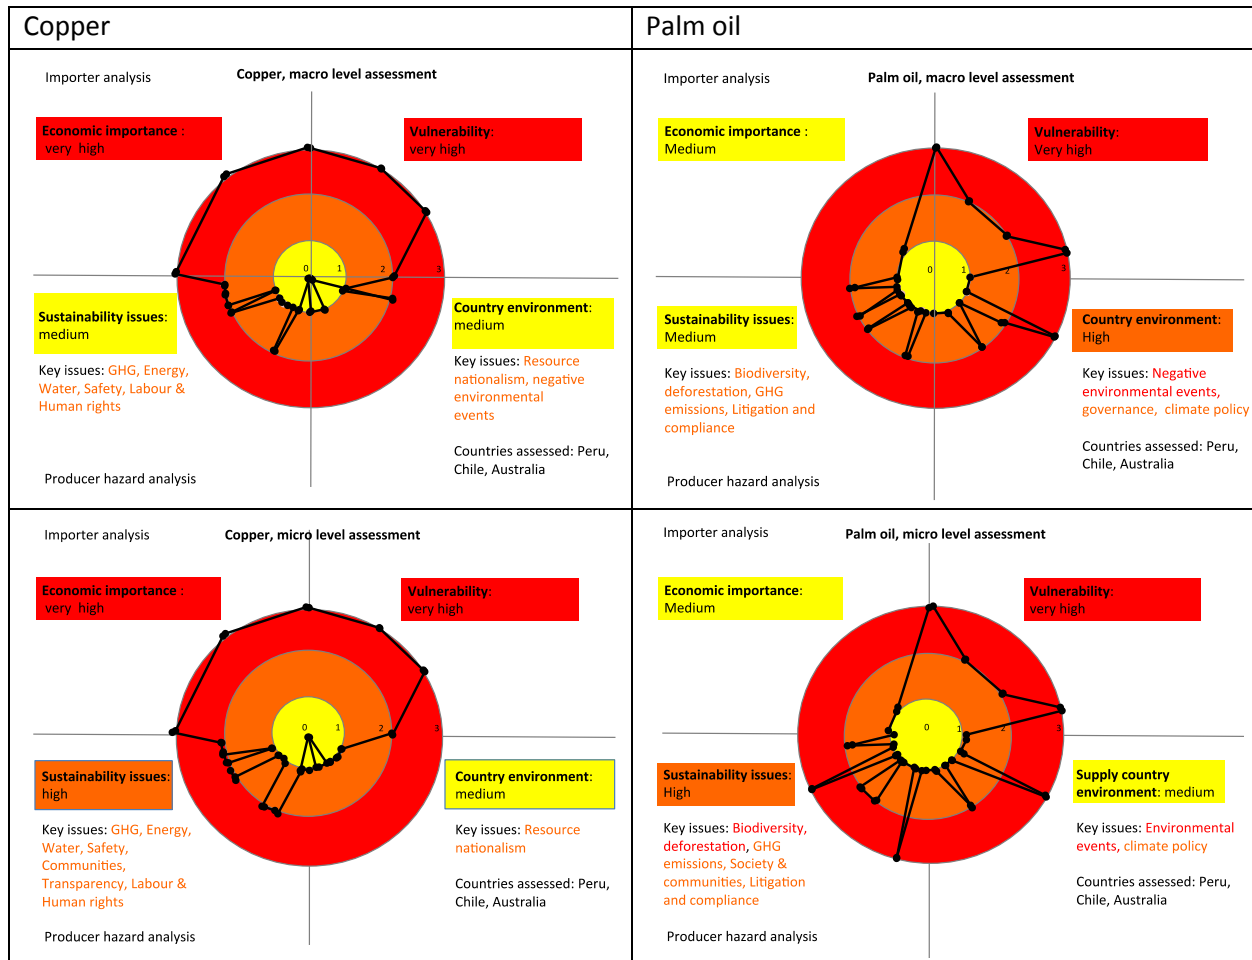 Copper
Palm oil
Importer analysis
Copper, macro level assessment
Economic importance :
very high
Vulnerability:
very high
0
1
2
3
Sustainability issues:
medium
Country environment:
medium
Key issues: GHG, Energy,
Water, Safety, Labour &
Human rights
Key issues: Resource
nationalism, negative
environmental
events
Countries assessed: Peru,
Chile, Australia
Producer hazard analysis
Importer analysis
Palm oil, macro level assessment
Economic importance :
Medium
Vulnerability:
Very high
0
1
2
3
Sustainability issues:
Medium
Country environment:
High
Key issues: Biodiversity,
deforestation, GHG
emissions, Litigation and
compliance
Key issues: Negative
environmental events,
governance, climate policy
Countries assessed: Peru,
Chile, Australia
Producer hazard analysis
Importer analysis
Copper, micro level assessment
Economic importance :
very high
Vulnerability:
very high
0
1
2
3
Sustainability issues:
high
Country environment:
medium
Key issues: GHG, Energy,
Water, Safety,
Communities,
Transparency, Labour &
Human rights
Key issues: Resource
nationalism
Countries assessed: Peru,
Chile, Australia
Producer hazard analysis
Importer analysis
Palm oil, micro level assessment
Economic importance:
Medium
Vulnerability:
very high
0
1
2
3
Sustainability issues:
High
Supply country
environment: medium
Key issues: Biodiversity,
deforestation, GHG
emissions, Society &
communities, Litigation
and compliance
Key issues: Environmental
events, climate policy
Countries assessed: Peru,
Chile, Australia
Producer hazard analysis